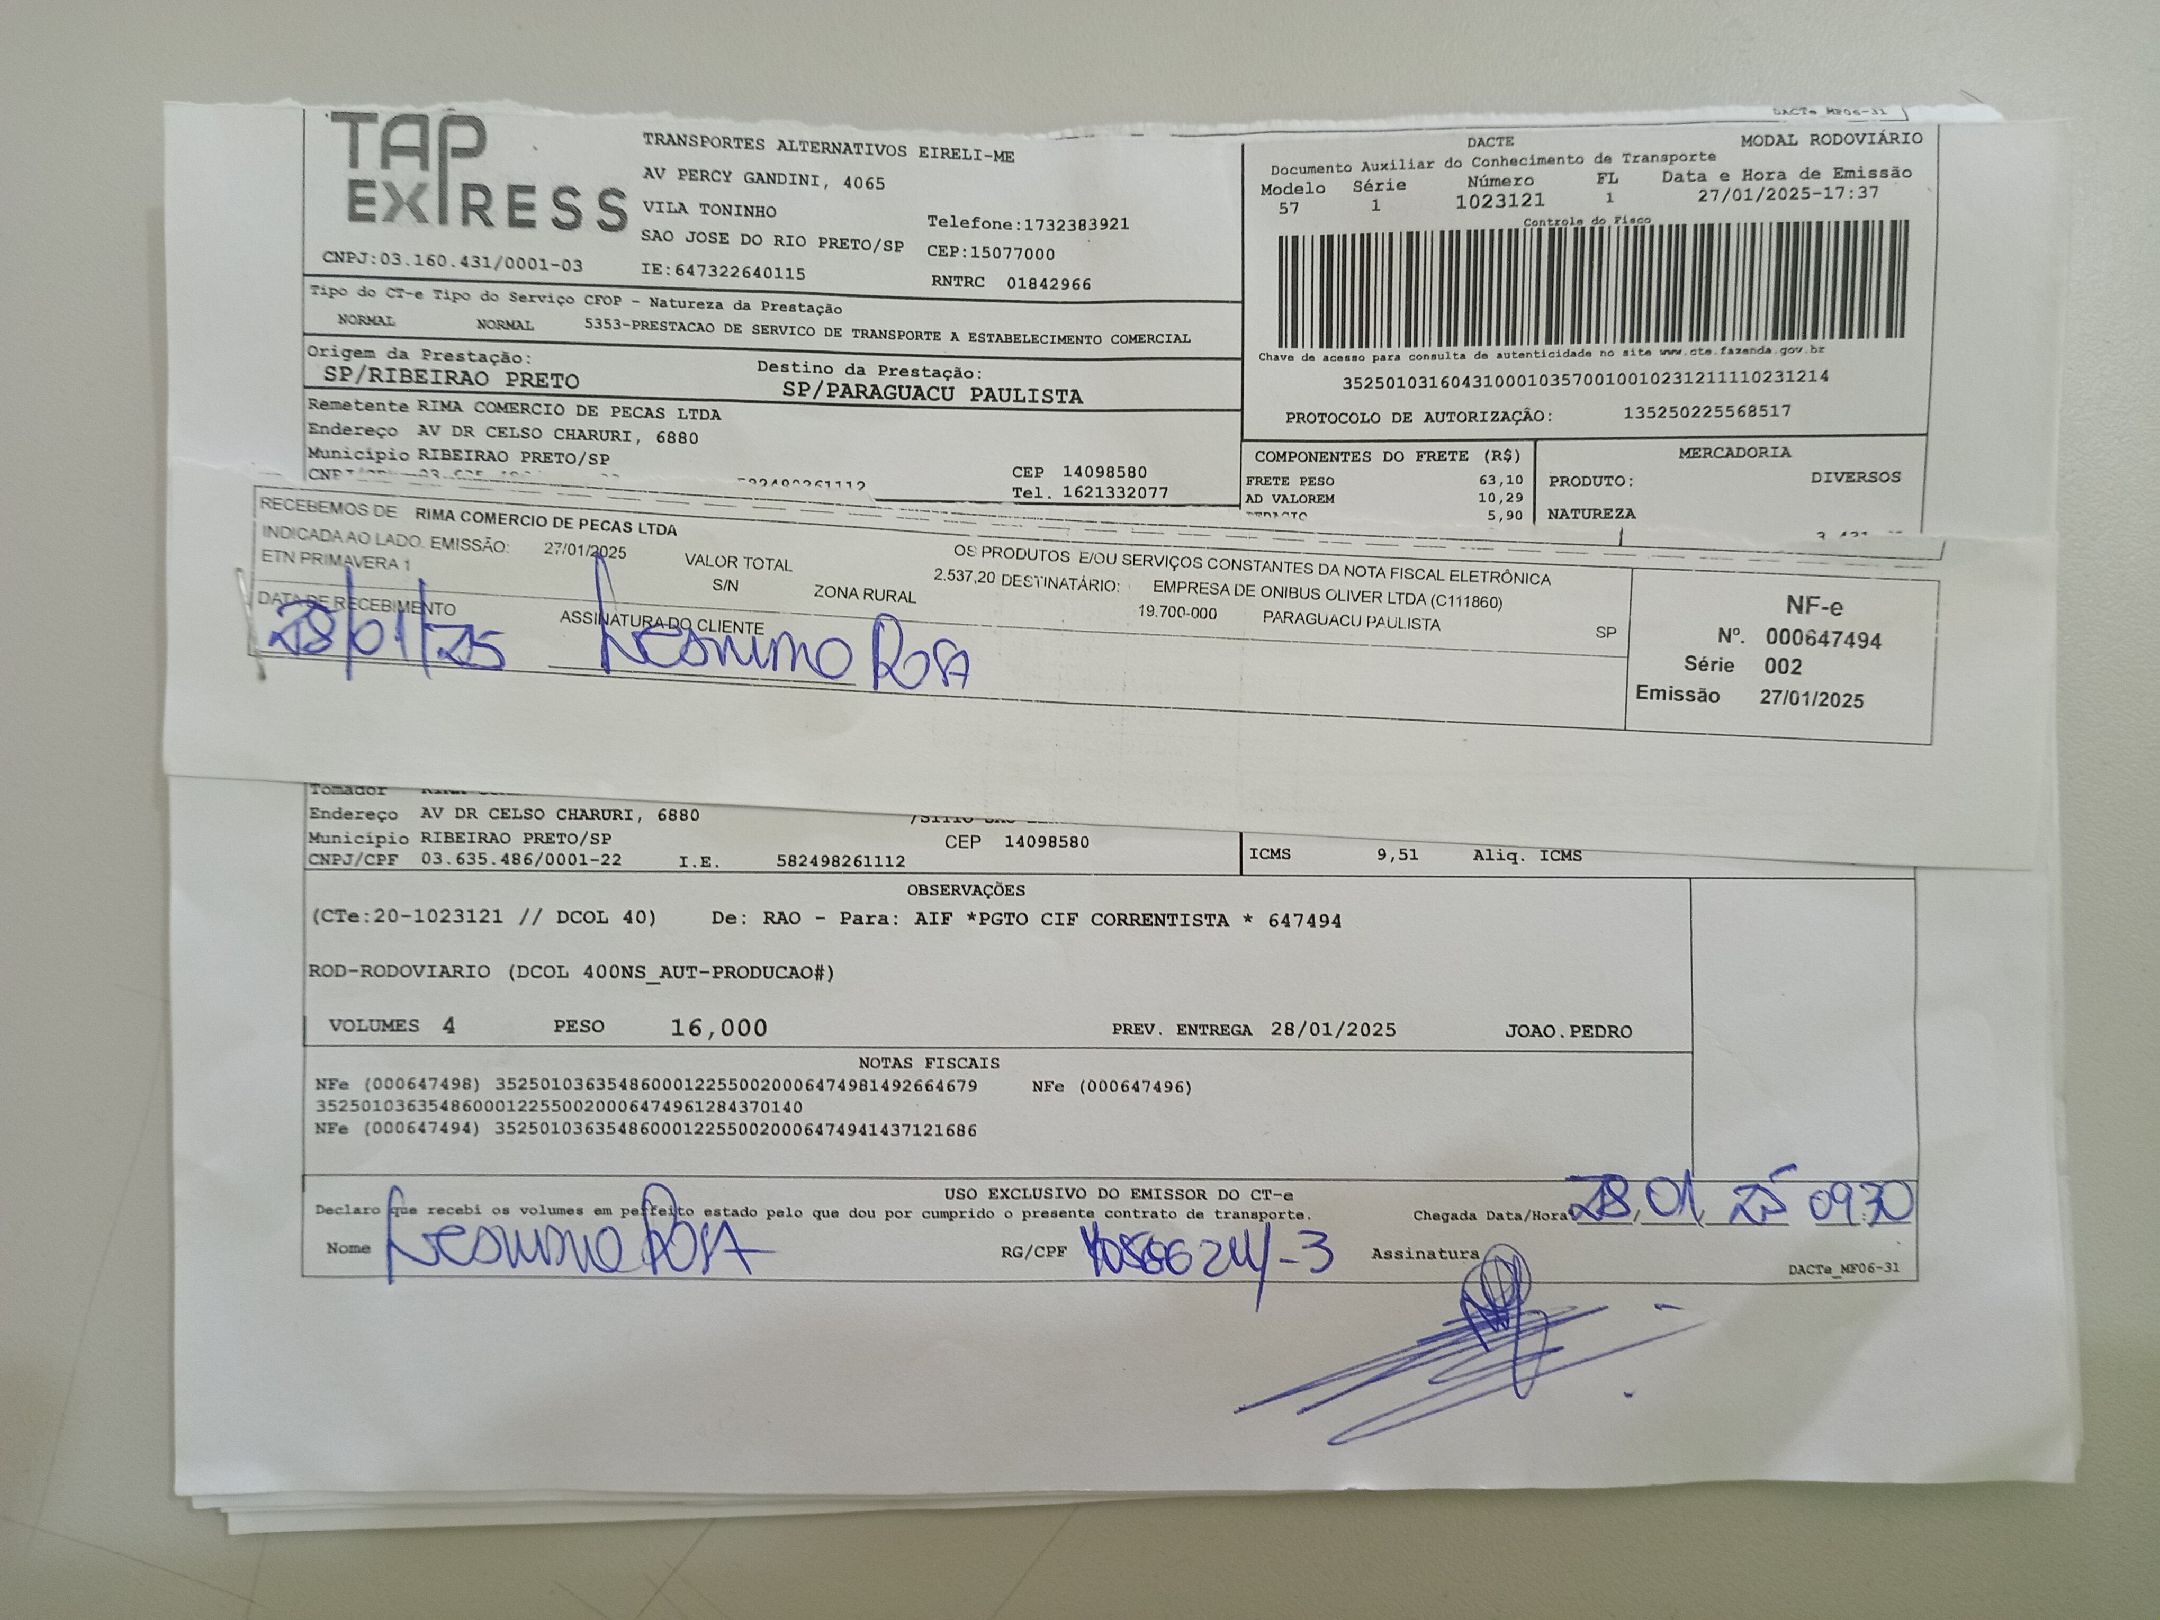 DACTe_MF06-31
TAP EXPRESS
TRANSPORTES ALTERNATIVOS EIRELI-ME
AV PERCY GANDINI, 4065
VILA TONINHO
Telefone:1732383921
SAO JOSE DO RIO PRETO/SP
CEP:15077000
CNPJ:03.160.431/0001-03
IE:647322640115
RNTRC 01842966
DACTE
MODAL RODOVIÁRIO
Documento Auxiliar do Conhecimento de Transporte
Modelo Série Número FL Data e Hora de Emissão
57 1 1023121 1 27/01/2025-17:37
Controle do Fisco
Chave de acesso para consulta de autenticidade no site www.cte.fazenda.gov.br
35250103160431000103570010010231211110231214
PROTOCOLO DE AUTORIZAÇÃO: 135250225568517
Tipo do CT-e Tipo do Serviço CFOP - Natureza da Prestação
NORMAL NORMAL 5353-PRESTACAO DE SERVICO DE TRANSPORTE A ESTABELECIMENTO COMERCIAL
Origem da Prestação:
SP/RIBEIRAO PRETO
Destino da Prestação:
SP/PARAGUACU PAULISTA
Remetente RIMA COMERCIO DE PECAS LTDA
Endereço AV DR CELSO CHARURI, 6880
Município RIBEIRAO PRETO/SP
CEP 14098580
Tel. 1621332077
COMPONENTES DO FRETE (R$)
FRETE PESO 63,10
AD VALOREM 10,29
5,90
MERCADORIA
PRODUTO: DIVERSOS
NATUREZA
RECEBEMOS DE RIMA COMERCIO DE PECAS LTDA OS PRODUTOS E/OU SERVIÇOS CONSTANTES DA NOTA FISCAL ELETRÔNICA
INDICADA AO LADO. EMISSÃO: 27/01/2025 VALOR TOTAL 2.537,20 DESTINATÁRIO: EMPRESA DE ONIBUS OLIVER LTDA (C111860)
ETN PRIMAVERA 1 S/N ZONA RURAL 19.700-000 PARAGUACU PAULISTA SP
DATA DE RECEBIMENTO ASSINATURA DO CLIENTE
28/01/25
Rosa
NF-e
Nº. 000647494
Série 002
Emissão 27/01/2025
Tomador
Endereço AV DR CELSO CHARURI, 6880
Município RIBEIRAO PRETO/SP CEP 14098580
CNPJ/CPF 03.635.486/0001-22 I.E. 582498261112
ICMS 9,51 Aliq. ICMS
OBSERVAÇÕES
(CTe:20-1023121 // DCOL 40) De: RAO - Para: AIF *PGTO CIF CORRENTISTA * 647494
ROD-RODOVIARIO (DCOL 400NS_AUT-PRODUCAO#)
VOLUMES 4 PESO 16,000 PREV. ENTREGA 28/01/2025 JOAO.PEDRO
NOTAS FISCAIS
NFe (000647498) 35250103635486000122550020006474981492664679 NFe (000647496)
35250103635486000122550020006474961284370140
NFe (000647494) 35250103635486000122550020006474941437121686
USO EXCLUSIVO DO EMISSOR DO CT-e
Declaro que recebi os volumes em perfeito estado pelo que dou por cumprido o presente contrato de transporte.
Chegada Data/Hora 28/01/25 09:30
Nome Rosa RG/CPF Assinatura
DACTe_MF06-31